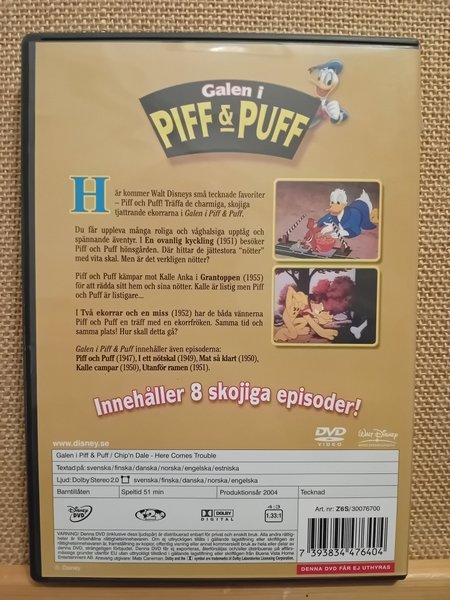 Galen i
PIFF & PUFF
Här kommer Walt Disneys små tecknade favoriter
– Piff och Puff! Träffa de charmiga, skojiga
tjattrande ekorrarna i Galen i Piff & Puff.
Du får uppleva många roliga och våghalsiga upptåg och
spännande äventyr. I En ovanlig kyckling (1951) besöker
Piff och Puff hönsgården. Där hittar de jättestora "nötter"
med vita skal. Men är det verkligen nötter?
Piff och Puff kämpar mot Kalle Anka i Grantoppen (1955)
för att rädda sitt hem och sina nötter. Kalle är listig men Piff
och Puff är listigare...
I Två ekorrar och en miss (1952) har de båda vännerna
Piff och Puff en träff med en ekorrfröken. Samma tid och
samma plats! Hur skall detta gå?
Galen i Piff & Puff innehåller även episoderna:
Piff och Puff (1947), I ett nötskal (1949), Mat så klart (1950),
Kalle campar (1950), Utanför ramen (1951).
Innehåller 8 skojiga episoder!
www.disney.se
DVD
VIDEO
WALT DISNEY
Galen i Piff & Puff / Chip'n Dale - Here Comes Trouble
Textad på: svenska/finska/danska/norska/engelska/estniska
Ljud: Dolby Stereo 2.0 svenska/finska/danska/norska/engelska
Barntillåten Speltid 51 min Produktionsår 2004 Tecknad
Disney
DVD
DOLBY
DIGITAL
4:3
1.33:1
Art.nr. Z6S/30076700
7 393834 476404
© Disney
DENNA DVD FÅR EJ UTHYRAS